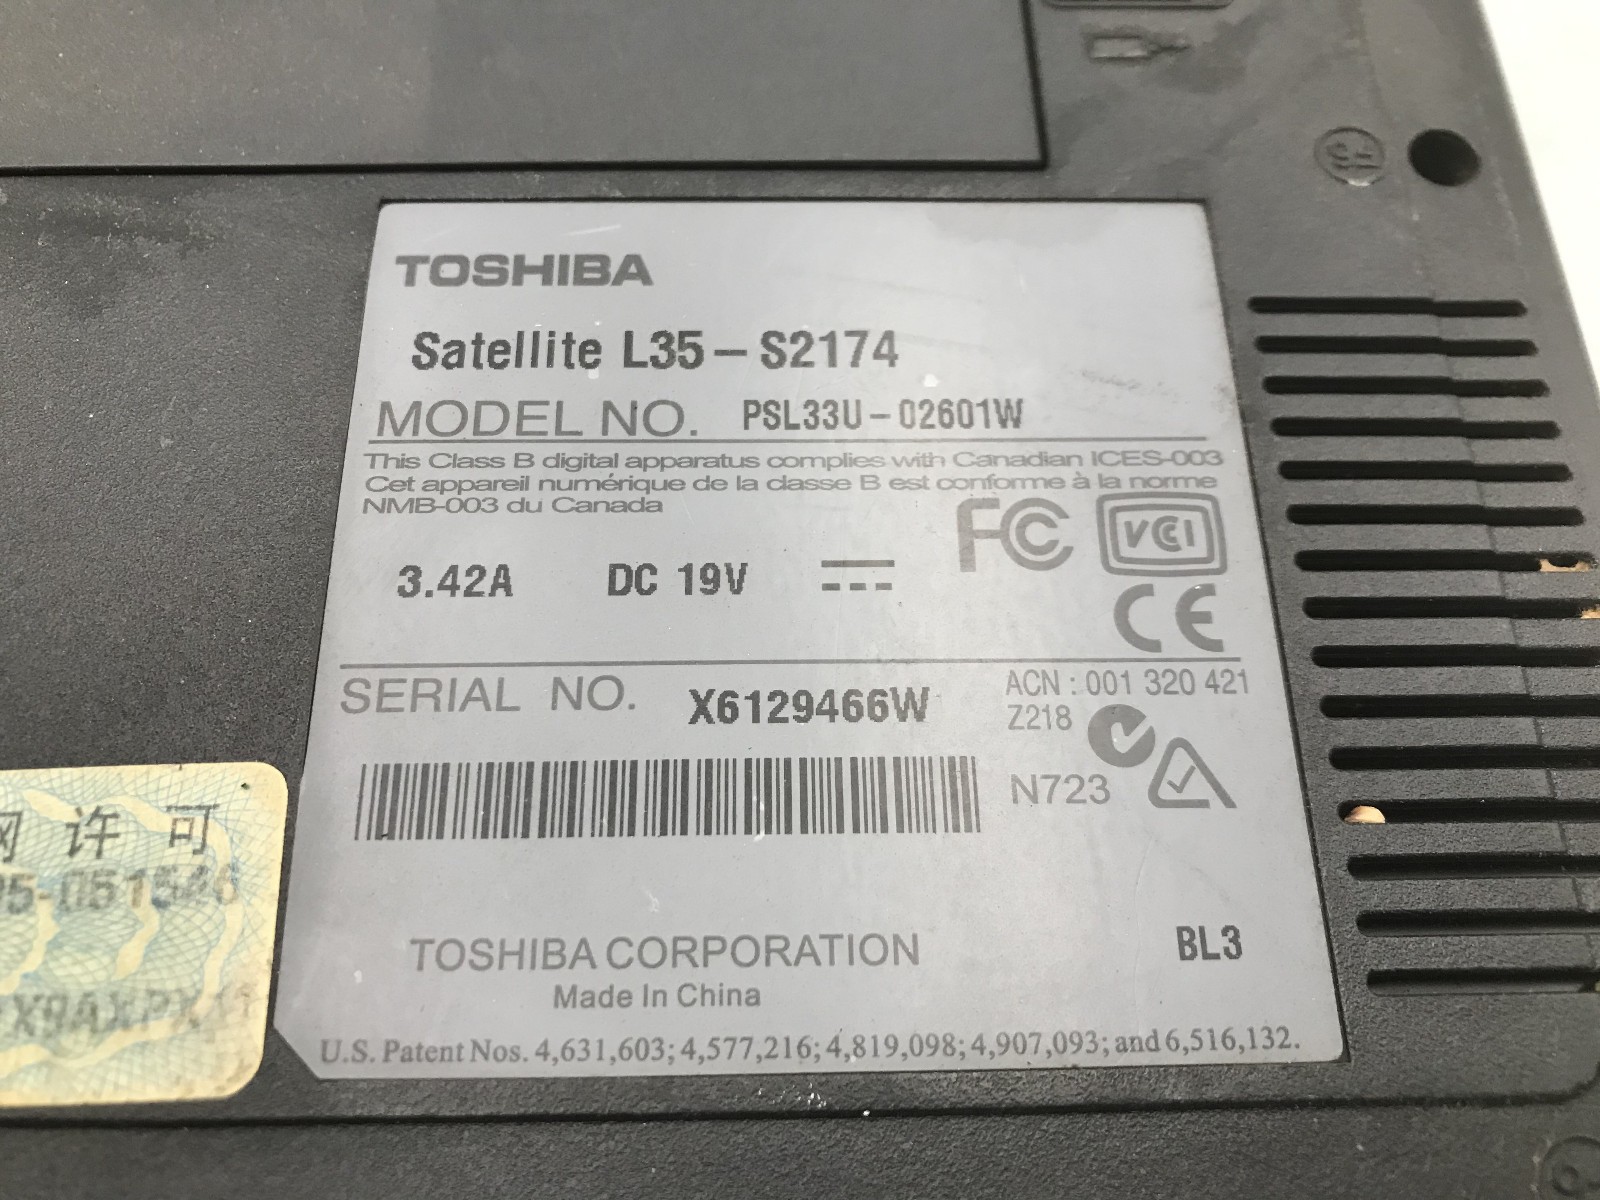 TOSHIBA
Satellite L35-S2174
MODEL NO. PSL33U-02601W
This Class B digital apparatus complies with Canadian ICES-003
Cet appareil numérique de la classe B est conforme à la norme
NMB-003 du Canada
FC VCI
3.42A DC 19V
CE
SERIAL NO. X6129466W
ACN : 001 320 421
Z218
N723
TOSHIBA CORPORATION
BL3
Made In China
U.S. Patent Nos. 4,631,603; 4,577,216; 4,819,098; 4,907,093; and 6,516,132.
网 许 可